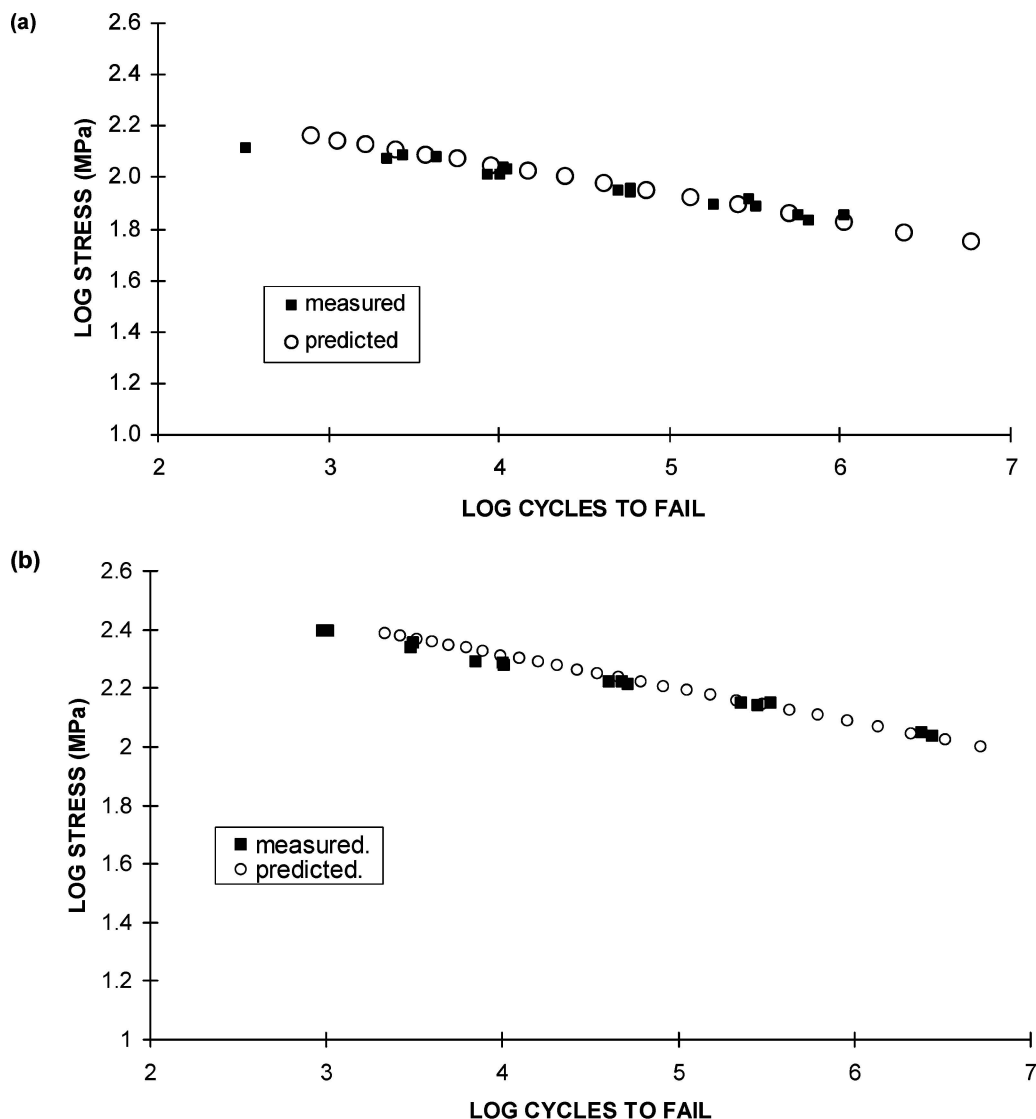 (a)
2.6
2.4
2.2
2.0
1.8
1.6
1.4
1.2
1.0
LOG STRESS (MPa)
measured
predicted
2 3 4 5 6 7
LOG CYCLES TO FAIL
(b)
2.6
2.4
2.2
2
1.8
1.6
1.4
1.2
1
LOG STRESS (MPa)
measured.
predicted.
2 3 4 5 6 7
LOG CYCLES TO FAIL